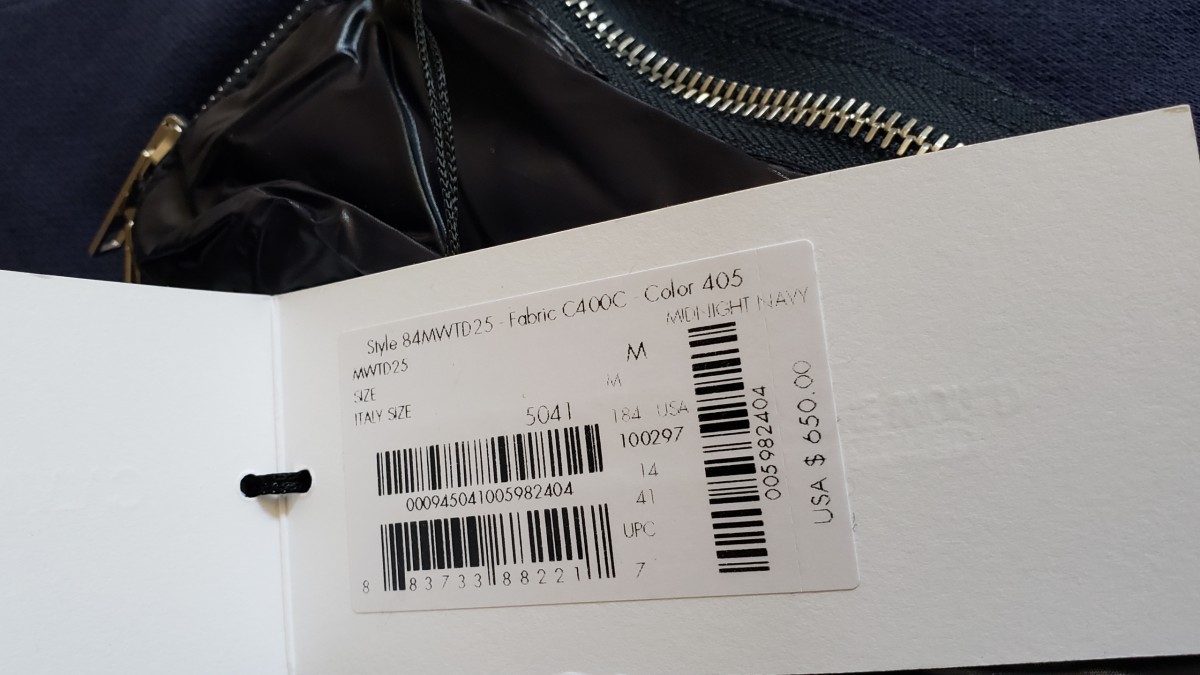 Style 84MWTD25 - Fabric C400C - Color 405
MWTD25
MIDNIGHT NAVY
SIZE
M
M
ITALY SIZE
5041
184 USA
100297
14
41
UPC
7
000945041005982404
8 83733 88221
005982404
USA $ 650.00